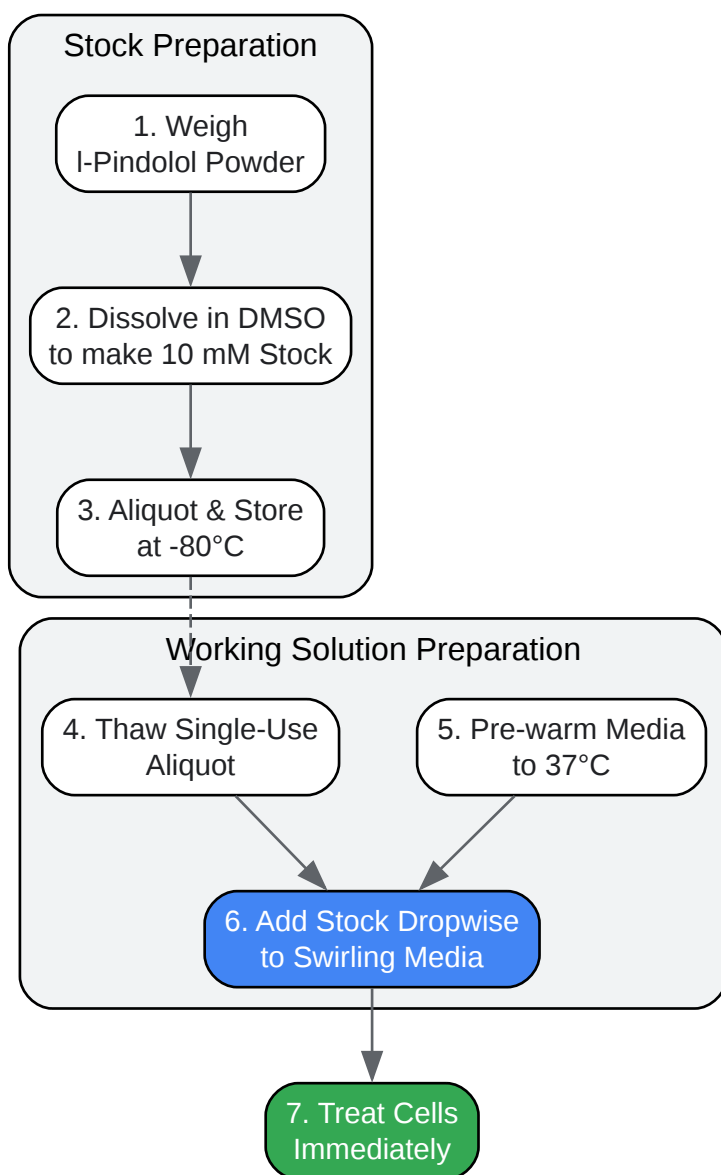 Stock Preparation
1. Weigh
l-Pindolol Powder
2. Dissolve in DMSO
to make 10 mM Stock
3. Aliquot & Store
at -80°C
Working Solution Preparation
4. Thaw Single-Use
Aliquot
5. Pre-warm Media
to 37°C
6. Add Stock Dropwise
to Swirling Media
7. Treat Cells
Immediately